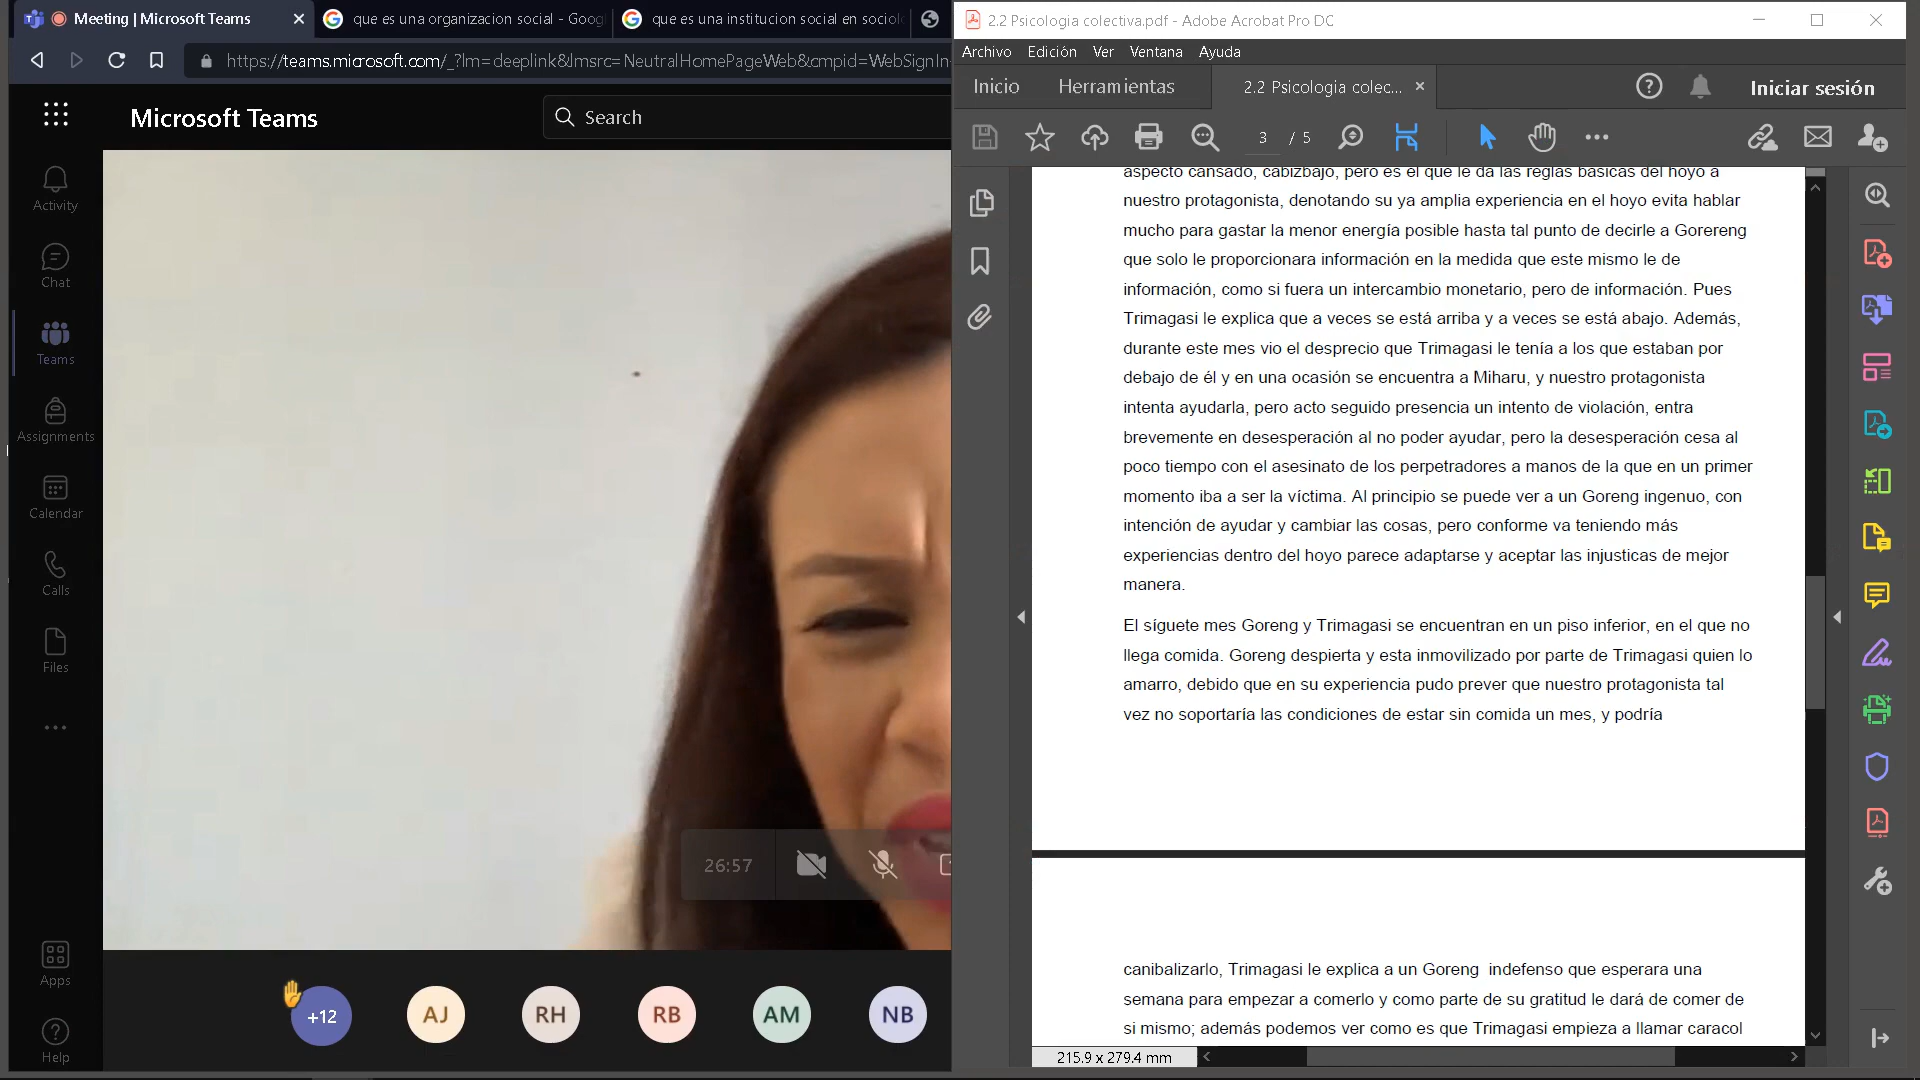 Meeting | Microsoft Teams
que es una organizacion social - Goog
que es una institucion social en sociolo
https://teams.microsoft.com/_?lm=deeplink&lmsrc=NeutralHomePageWeb&cmpid=WebSignIn
Microsoft Teams
Search
Activity
Chat
Teams
Assignments
Calendar
Calls
Files
Apps
Help
26:57
+12
AJ
RH
RB
AM
NB
2.2 Psicologia colectiva.pdf - Adobe Acrobat Pro DC
Archivo Edición Ver Ventana Ayuda
Inicio Herramientas 2.2 Psicologia colec... Iniciar sesión
3 / 5
aspecto cansado, cabizbajo, pero es el que le da las reglas básicas del hoyo a
nuestro protagonista, denotando su ya amplia experiencia en el hoyo evita hablar
mucho para gastar la menor energía posible hasta tal punto de decirle a Gorereng
que solo le proporcionara información en la medida que este mismo le de
información, como si fuera un intercambio monetario, pero de información. Pues
Trimagasi le explica que a veces se está arriba y a veces se está abajo. Además,
durante este mes vio el desprecio que Trimagasi le tenía a los que estaban por
debajo de él y en una ocasión se encuentra a Miharu, y nuestro protagonista
intenta ayudarla, pero acto seguido presencia un intento de violación, entra
brevemente en desesperación al no poder ayudar, pero la desesperación cesa al
poco tiempo con el asesinato de los perpetradores a manos de la que en un primer
momento iba a ser la víctima. Al principio se puede ver a un Goreng ingenuo, con
intención de ayudar y cambiar las cosas, pero conforme va teniendo más
experiencias dentro del hoyo parece adaptarse y aceptar las injusticas de mejor
manera.
El síguete mes Goreng y Trimagasi se encuentran en un piso inferior, en el que no
llega comida. Goreng despierta y esta inmovilizado por parte de Trimagasi quien lo
amarro, debido que en su experiencia pudo prever que nuestro protagonista tal
vez no soportaría las condiciones de estar sin comida un mes, y podría
canibalizarlo, Trimagasi le explica a un Goreng indefenso que esperara una
semana para empezar a comerlo y como parte de su gratitud le dará de comer de
si mismo; además podemos ver como es que Trimagasi empieza a llamar caracol
215.9 x 279.4 mm